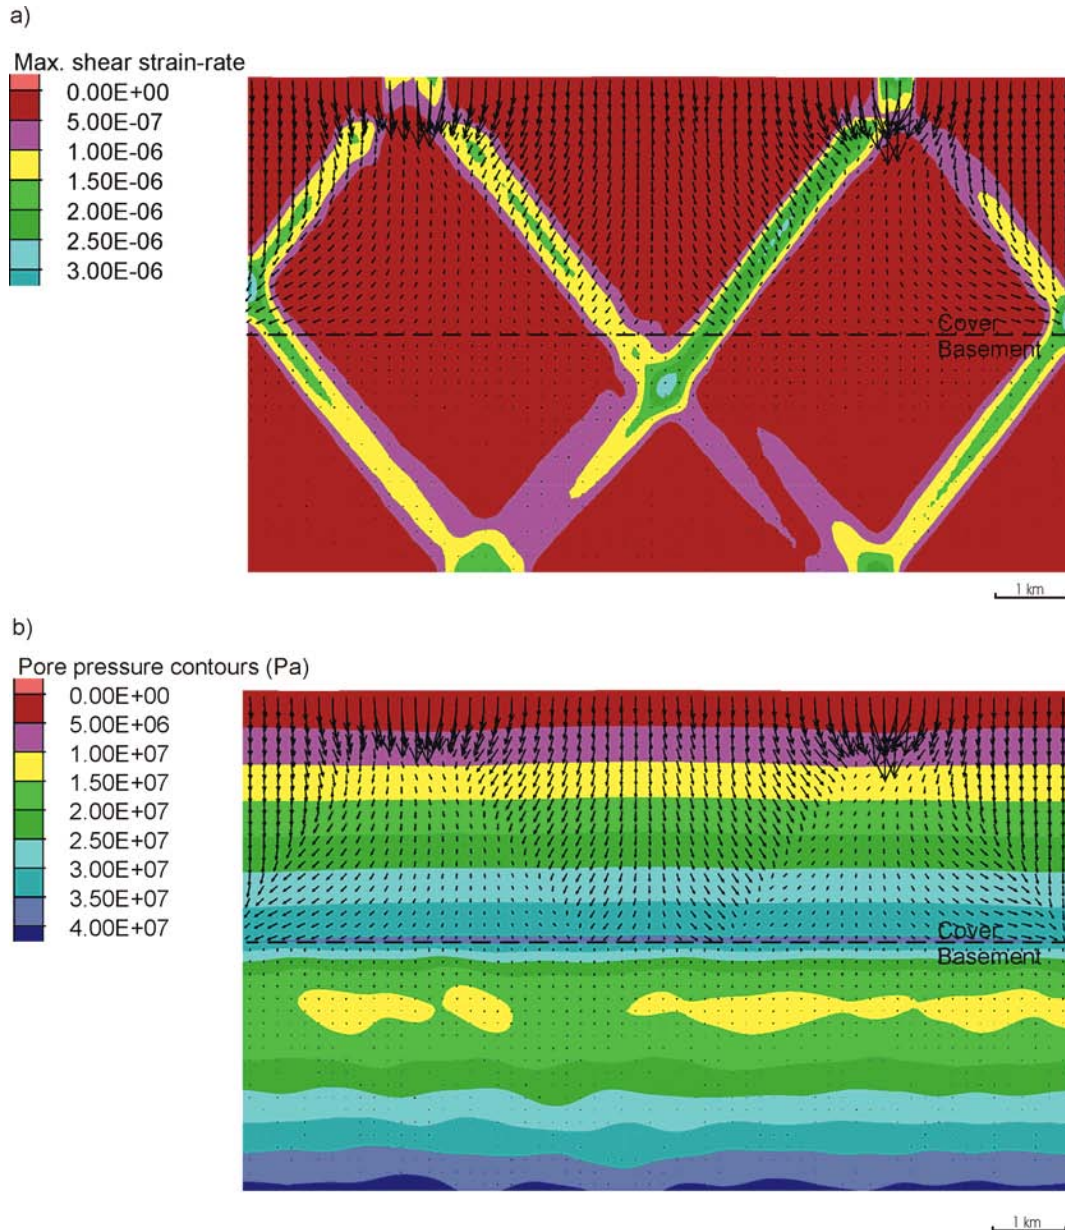 a)
Max. shear strain-rate
0.00E+00
5.00E-07
1.00E-06
1.50E-06
2.00E-06
2.50E-06
3.00E-06
Cover
Basement
1 km
b)
Pore pressure contours (Pa)
0.00E+00
5.00E+06
1.00E+07
1.50E+07
2.00E+07
2.50E+07
3.00E+07
3.50E+07
4.00E+07
Cover
Basement
1 km